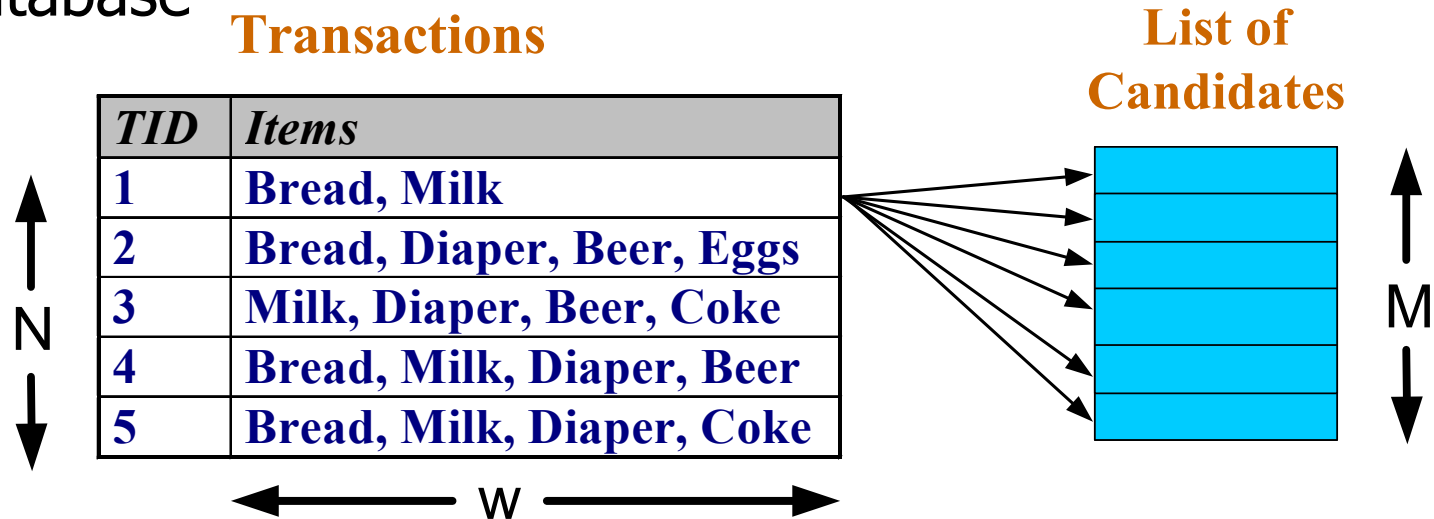 Transactions
List of
Candidates
TID Items
1 Bread, Milk
2 Bread, Diaper, Beer, Eggs
3 Milk, Diaper, Beer, Coke
4 Bread, Milk, Diaper, Beer
5 Bread, Milk, Diaper, Coke
N
M
w